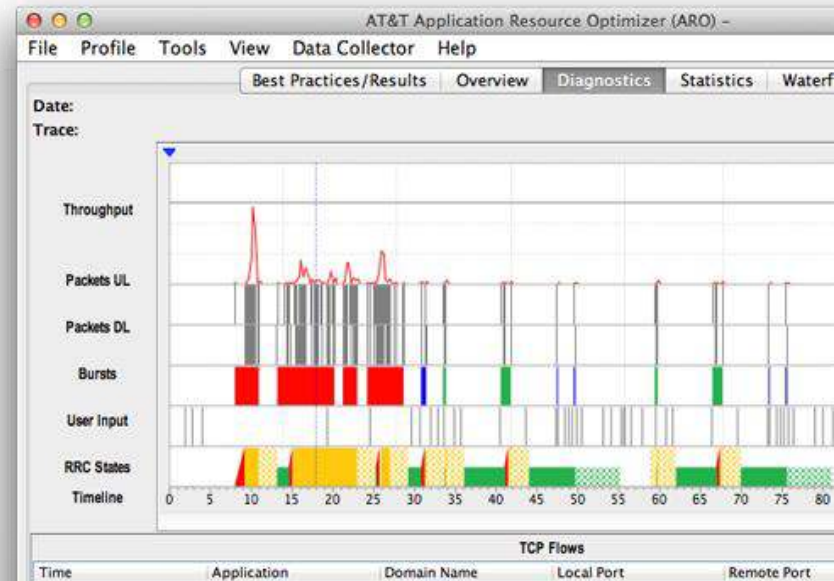 AT&T Application Resource Optimizer (ARO) –
File Profile Tools View Data Collector Help
Best Practices/Results Overview Diagnostics Statistics Waterf
Date:
Trace:
Throughput
Packets UL
Packets DL
Bursts
User Input
RRC States
Timeline 0 5 10 15 20 25 30 35 40 45 50 55 60 65 70 75 80
TCP Flows
Time Application Domain Name Local Port Remote Port